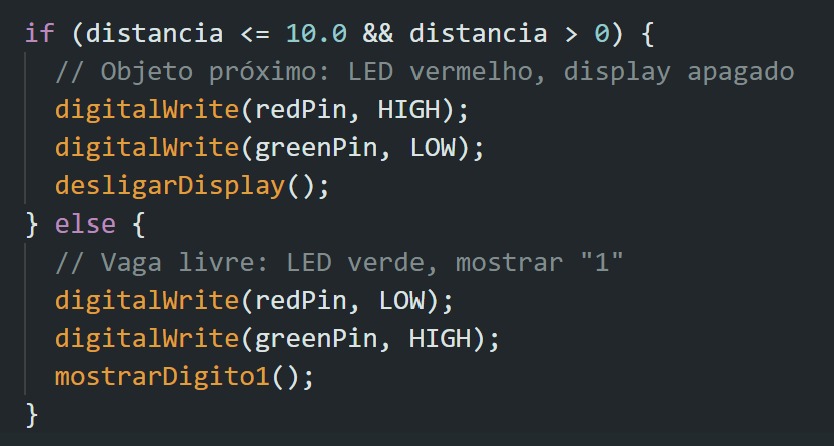 if (distancia <= 10.0 && distancia > 0) {
// Objeto próximo: LED vermelho, display apagado
digitalWrite(redPin, HIGH);
digitalWrite(greenPin, LOW);
desligarDisplay();
} else {
// Vaga livre: LED verde, mostrar "1"
digitalWrite(redPin, LOW);
digitalWrite(greenPin, HIGH);
mostrarDigito1();
}